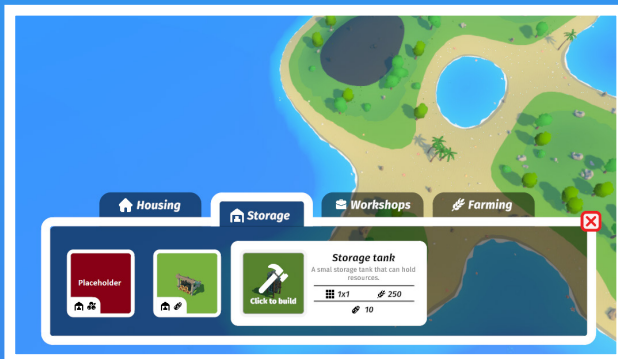 Housing
Storage
Workshops
Farming
Placeholder
Click to build
Storage tank
A smal storage tank that can hold
resources.
1x1
250
10